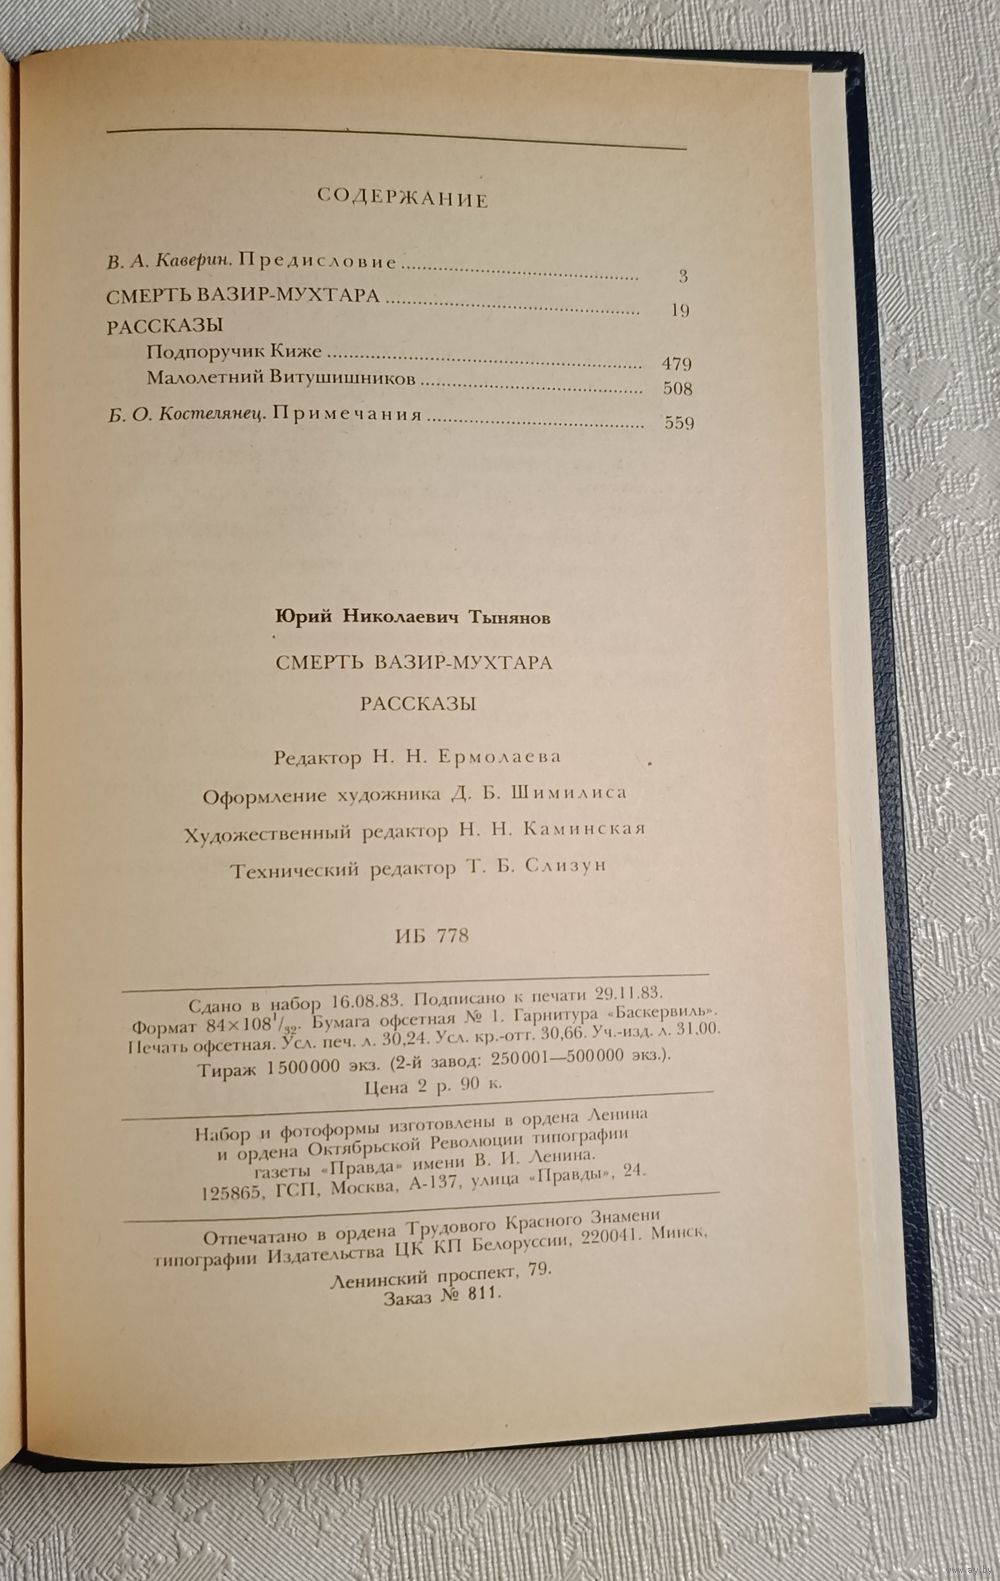 СОДЕРЖАНИЕ
В. А. Каверин. Предисловие 3
СМЕРТЬ ВАЗИР-МУХТАРА 19
РАССКАЗЫ
Подпоручик Киже 479
Малолетний Витушишников 508
Б. О. Костелянец. Примечания 559
Юрий Николаевич Тынянов
СМЕРТЬ ВАЗИР-МУХТАРА
РАССКАЗЫ
Редактор Н. Н. Ермолаева
Оформление художника Д. Б. Шимилиса
Художественный редактор Н. Н. Каминская
Технический редактор Т. Б. Слизун
ИБ 778
Сдано в набор 16.08.83. Подписано к печати 29.11.83.
Формат 84×108 1/32. Бумага офсетная № 1. Гарнитура «Баскервиль».
Печать офсетная. Усл. печ. л. 30,24. Усл. кр.-отт. 30,66. Уч.-изд. л. 31,00.
Тираж 1500000 экз. (2-й завод: 250001—500000 экз.).
Цена 2 р. 90 к.
Набор и фотоформы изготовлены в ордена Ленина
и ордена Октябрьской Революции типографии
газеты «Правда» имени В. И. Ленина.
125865, ГСП, Москва, А-137, улица «Правды», 24.
Отпечатано в ордена Трудового Красного Знамени
типографии Издательства ЦК КП Белоруссии, 220041. Минск,
Ленинский проспект, 79.
Заказ № 811.
www.ay.by